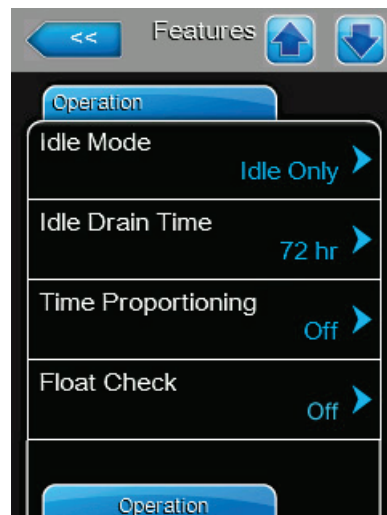 << Features
Operation
Idle Mode
Idle Only
Idle Drain Time
72 hr
Time Proportioning
Off
Float Check
Off
Operation